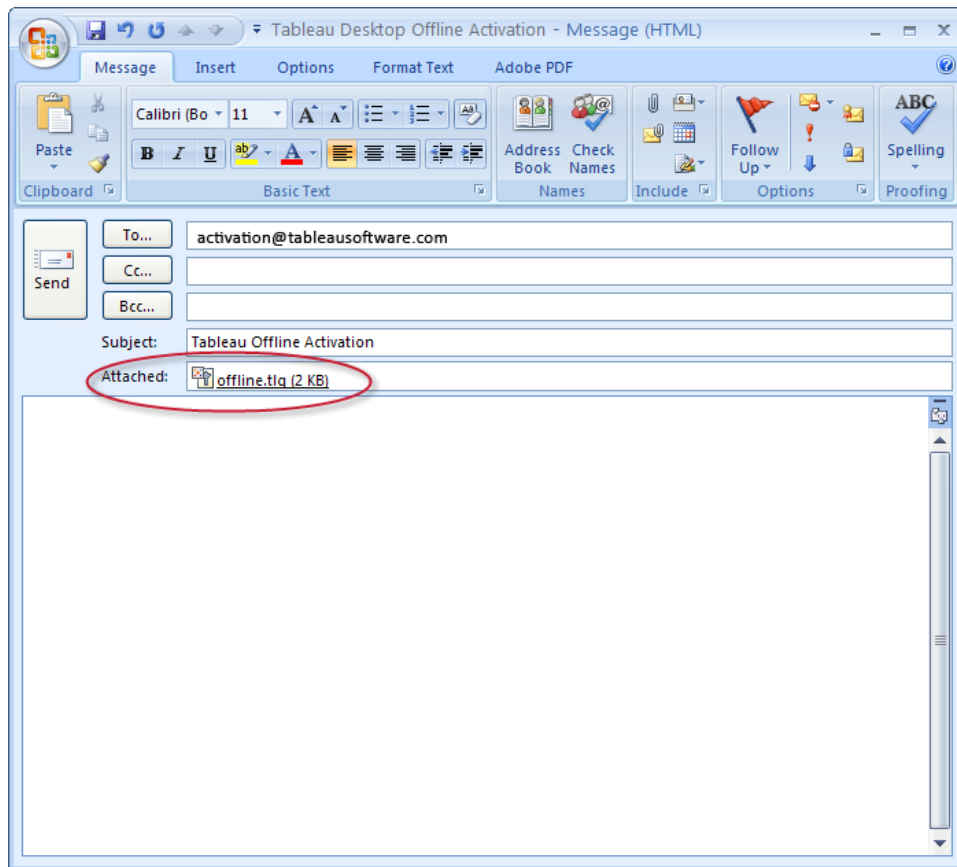 Tableau Desktop Offline Activation - Message (HTML)
Message Insert Options Format Text Adobe PDF
Calibri (Bo 11
Paste
B I U
Address Book
Check Names
Follow Up
ABC
Spelling
Clipboard Basic Text Names Include Options Proofing
To... activation@tableausoftware.com
Send
Cc...
Bcc...
Subject: Tableau Offline Activation
Attached: offline.tlq (2 KB)